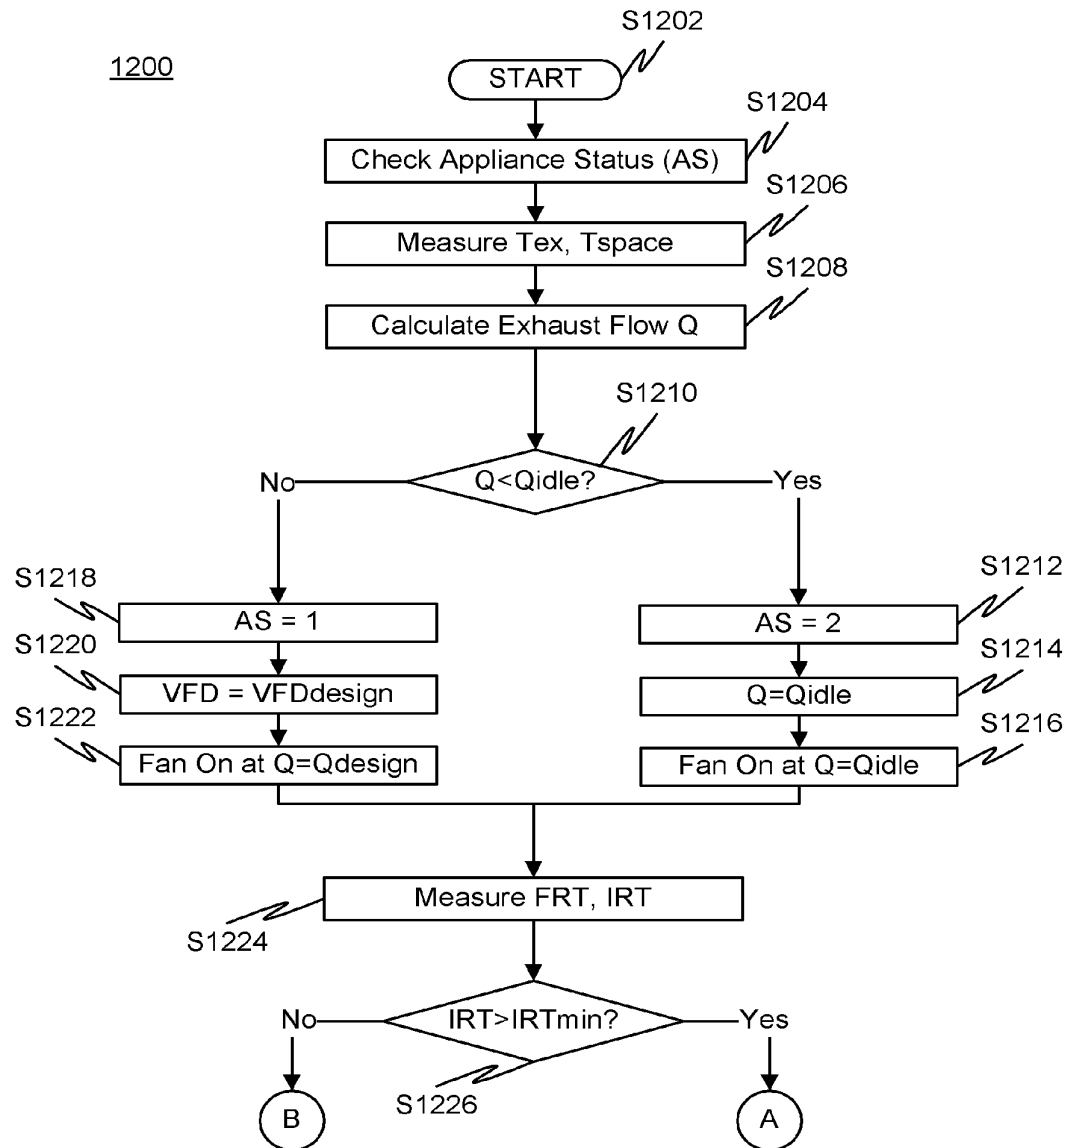 1200
S1202
START
S1204
Check Appliance Status (AS)
S1206
Measure Tex, Tspace
S1208
Calculate Exhaust Flow Q
S1210
Q<Qidle?
No
Yes
S1218
AS = 1
S1212
AS = 2
S1220
VFD = VFDdesign
S1214
Q=Qidle
S1222
Fan On at Q=Qdesign
S1216
Fan On at Q=Qidle
Measure FRT, IRT
S1224
IRT>IRTmin?
No
Yes
S1226
B
A